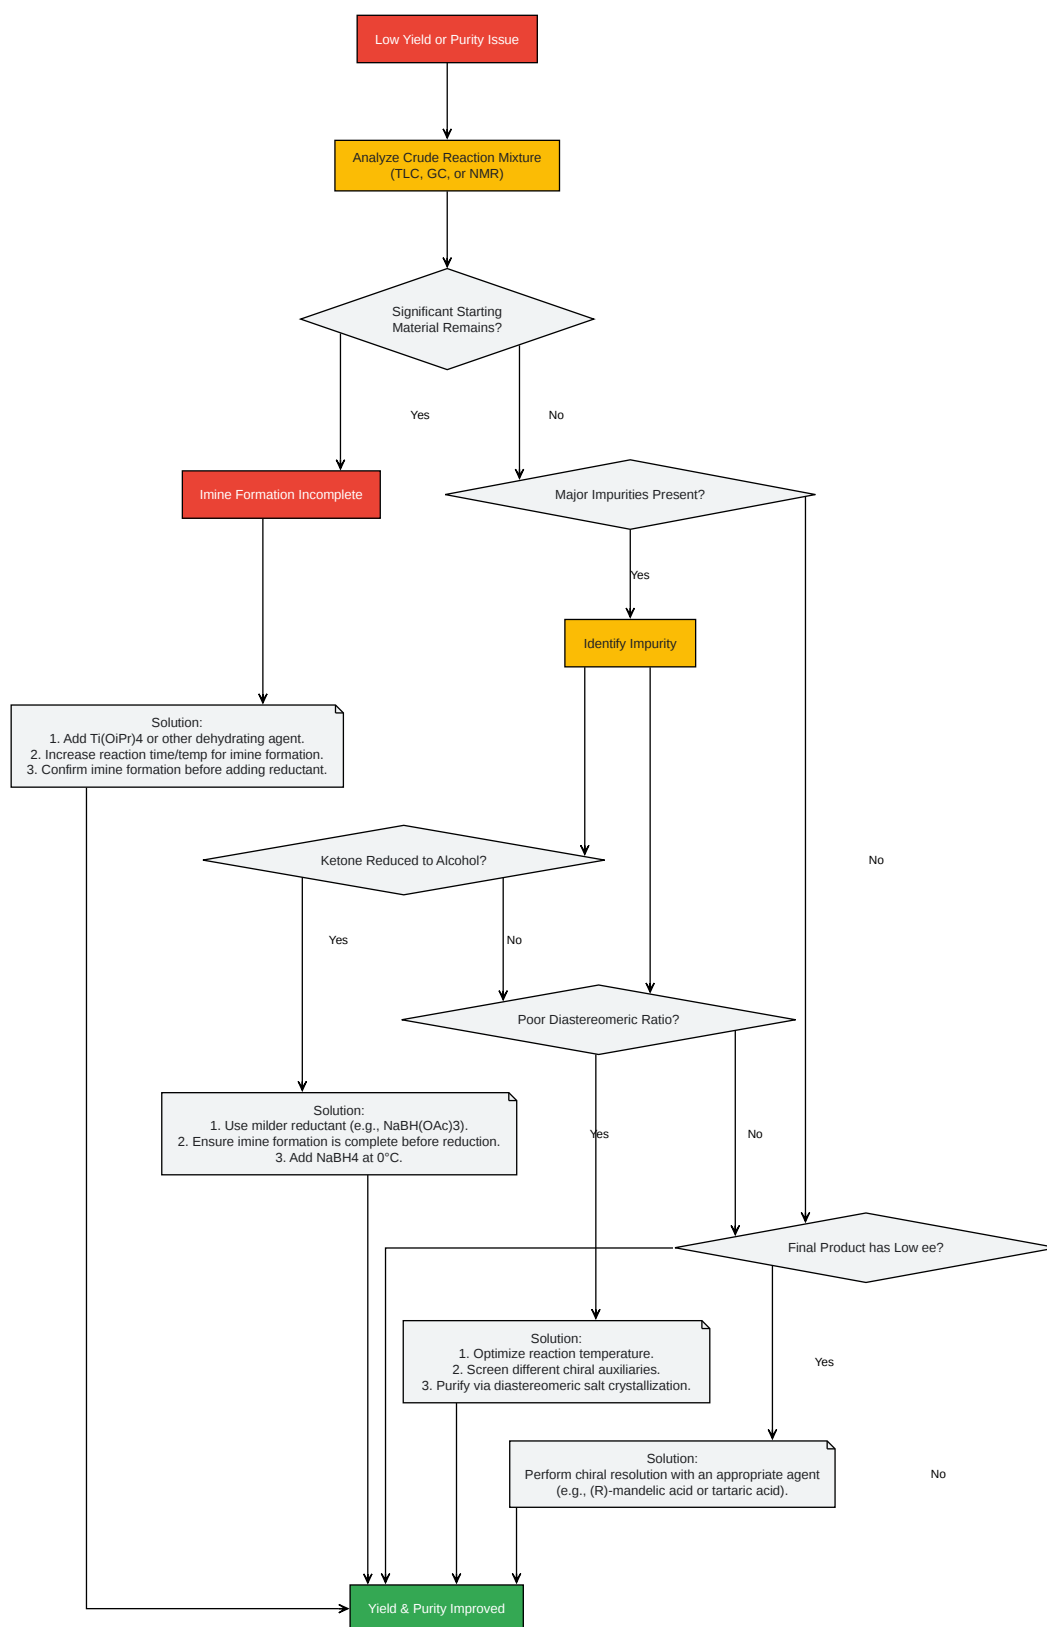 Low Yield or Purity Issue
Analyze Crude Reaction Mixture
(TLC, GC, or NMR)
Significant Starting
Material Remains?
Yes
No
Imine Formation Incomplete
Major Impurities Present?
Yes
Identify Impurity
Solution:
1. Add Ti(OiPr)4 or other dehydrating agent.
2. Increase reaction time/temp for imine formation.
3. Confirm imine formation before adding reductant.
Ketone Reduced to Alcohol?
No
Yes
No
Poor Diastereomeric Ratio?
Solution:
1. Use milder reductant (e.g., NaBH(OAc)3).
2. Ensure imine formation is complete before reduction.
3. Add NaBH4 at 0°C.
Yes
No
Final Product has Low ee?
Solution:
1. Optimize reaction temperature.
2. Screen different chiral auxiliaries.
3. Purify via diastereomeric salt crystallization.
Yes
Solution:
Perform chiral resolution with an appropriate agent
(e.g., (R)-mandelic acid or tartaric acid).
No
Yield & Purity Improved